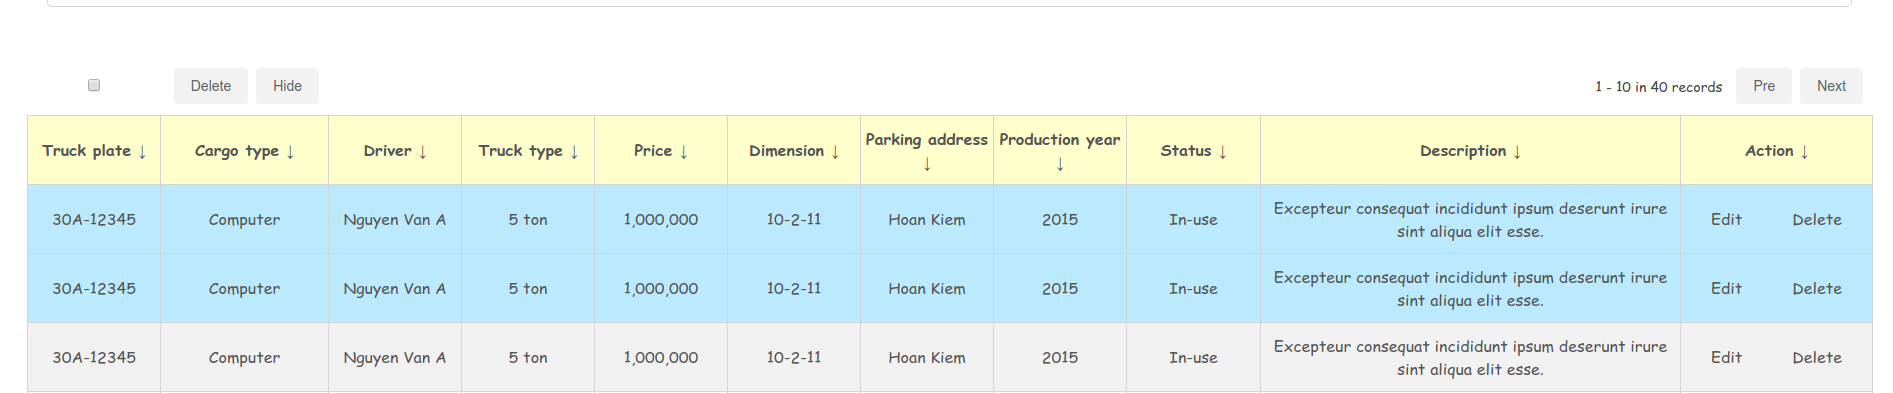 Delete Hide 1 - 10 in 40 records Pre Next
Truck plate ↓ Cargo type ↓ Driver ↓ Truck type ↓ Price ↓ Dimension ↓ Parking address ↓ Production year ↓ Status ↓ Description ↓ Action ↓
30A-12345 Computer Nguyen Van A 5 ton 1,000,000 10-2-11 Hoan Kiem 2015 In-use Excepteur consequat incididunt ipsum deserunt irure
sint aliqua elit esse. Edit Delete
30A-12345 Computer Nguyen Van A 5 ton 1,000,000 10-2-11 Hoan Kiem 2015 In-use Excepteur consequat incididunt ipsum deserunt irure
sint aliqua elit esse. Edit Delete
30A-12345 Computer Nguyen Van A 5 ton 1,000,000 10-2-11 Hoan Kiem 2015 In-use Excepteur consequat incididunt ipsum deserunt irure
sint aliqua elit esse. Edit Delete